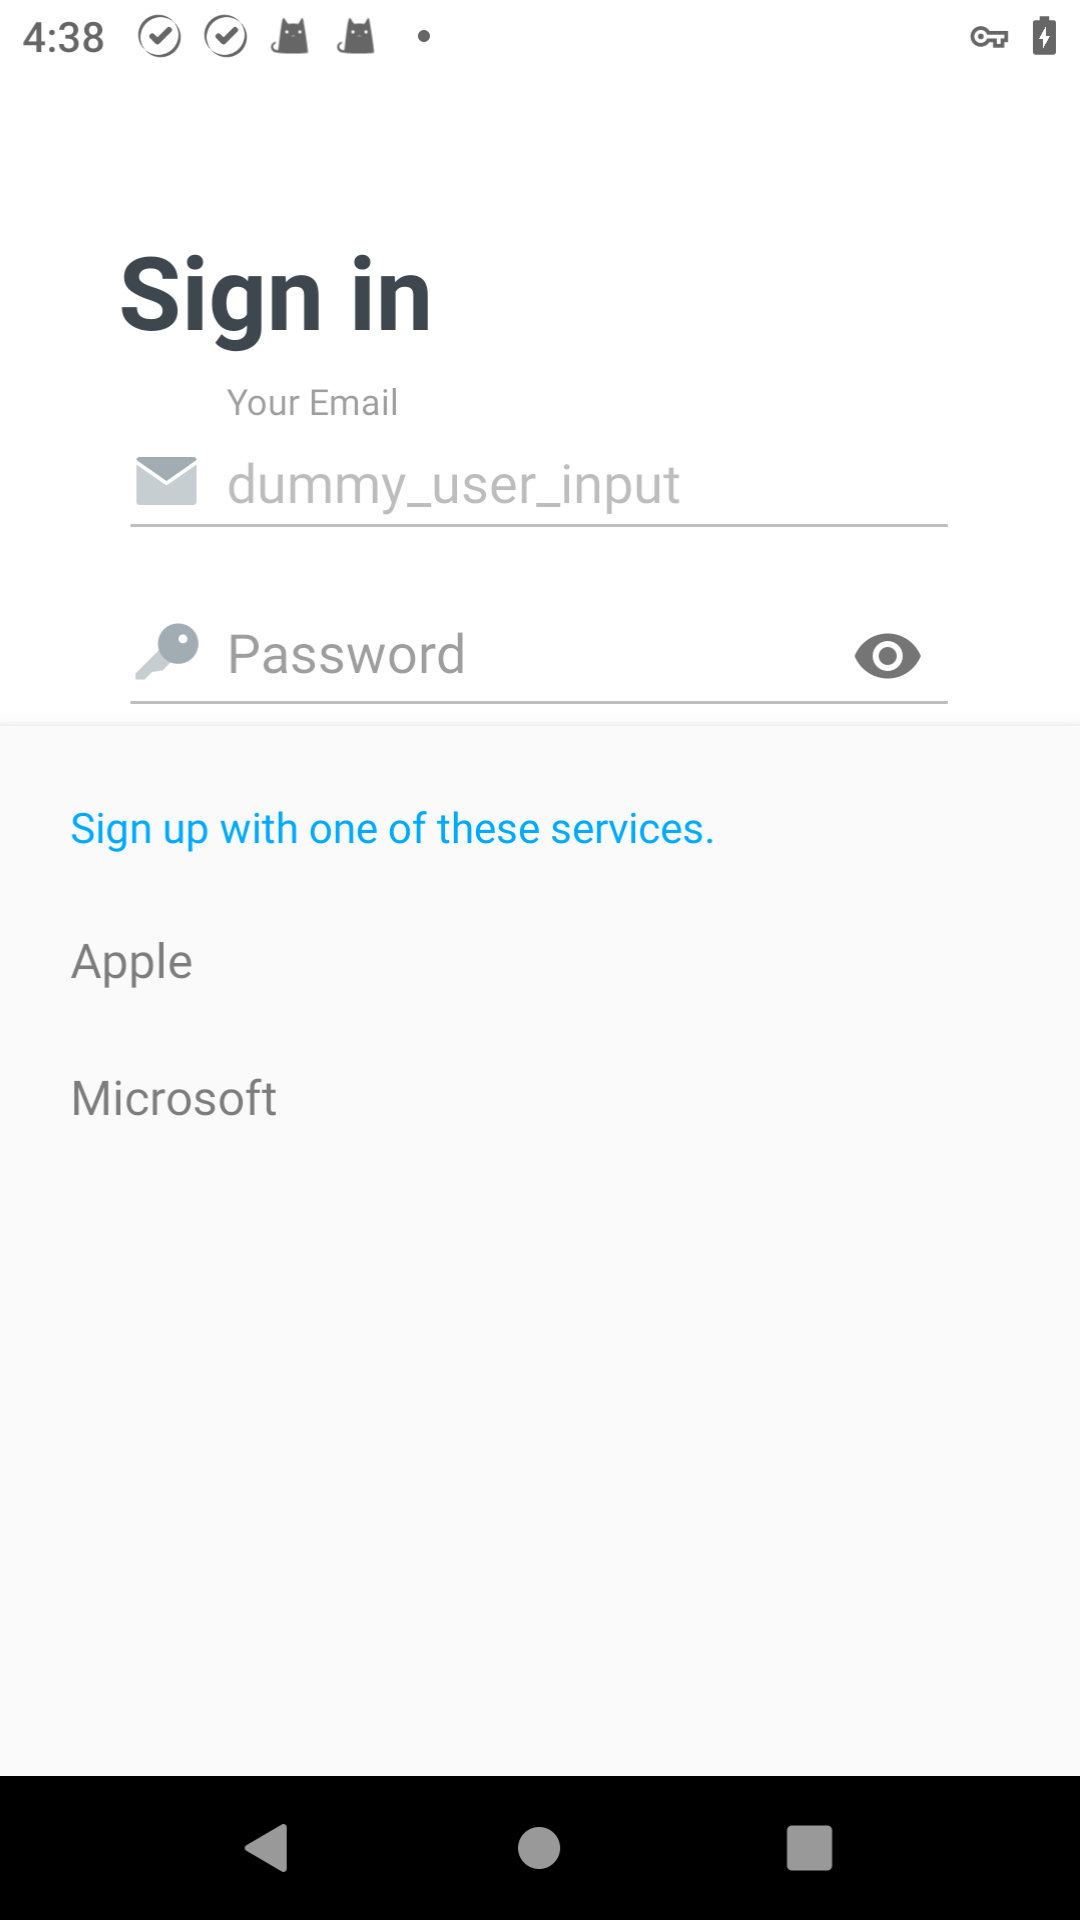 4:38
Sign in
Your Email
dummy_user_input
Password
Sign up with one of these services.
Apple
Microsoft